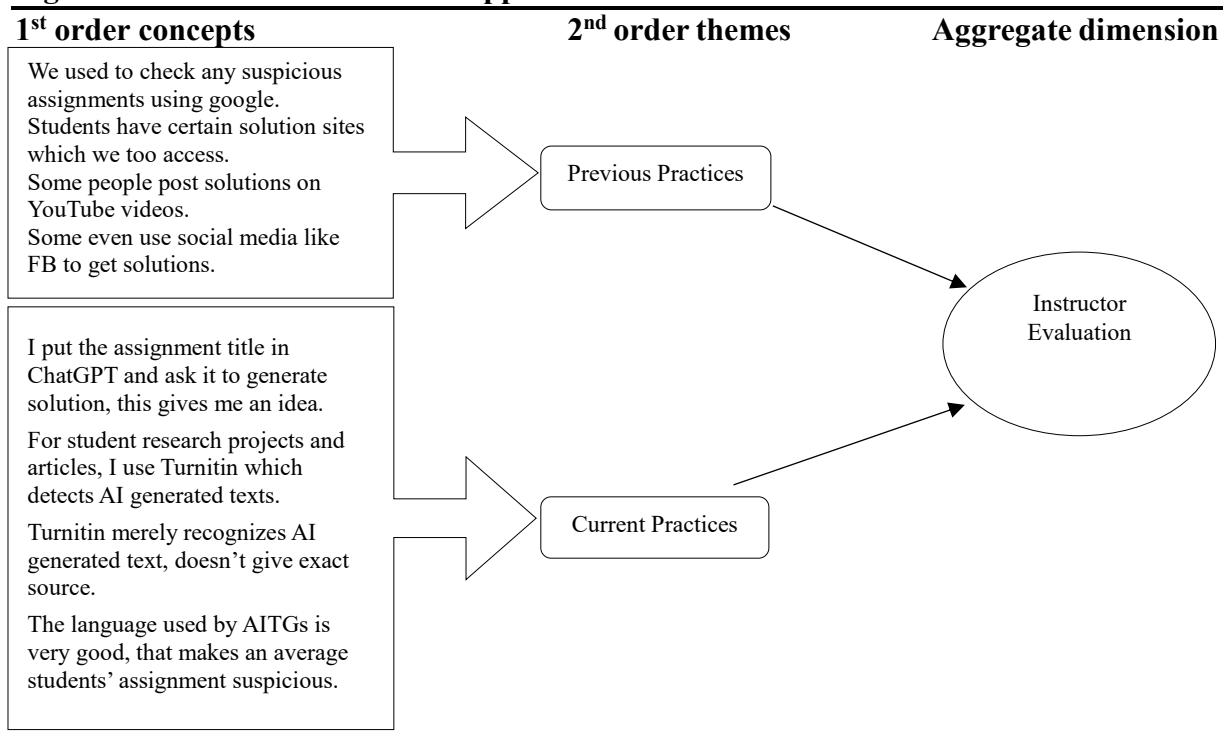 1st order concepts
2nd order themes
Aggregate dimension
We used to check any suspicious
assignments using google.
Students have certain solution sites
which we too access.
Some people post solutions on
YouTube videos.
Some even use social media like
FB to get solutions.
Previous Practices
Instructor
Evaluation
I put the assignment title in
ChatGPT and ask it to generate
solution, this gives me an idea.
For student research projects and
articles, I use Turnitin which
detects AI generated texts.
Turnitin merely recognizes AI
generated text, doesn’t give exact
source.
The language used by AITGs is
very good, that makes an average
students’ assignment suspicious.
Current Practices